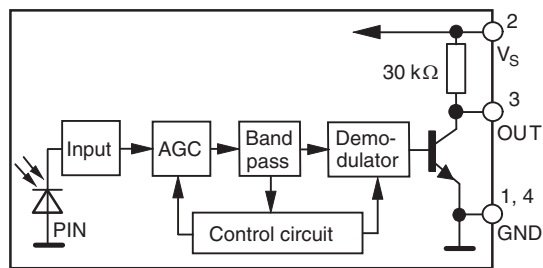 2
V_S
30 kΩ
3
OUT
Input
AGC
Band
pass
Demo-
dulator
1, 4
GND
PIN
Control circuit